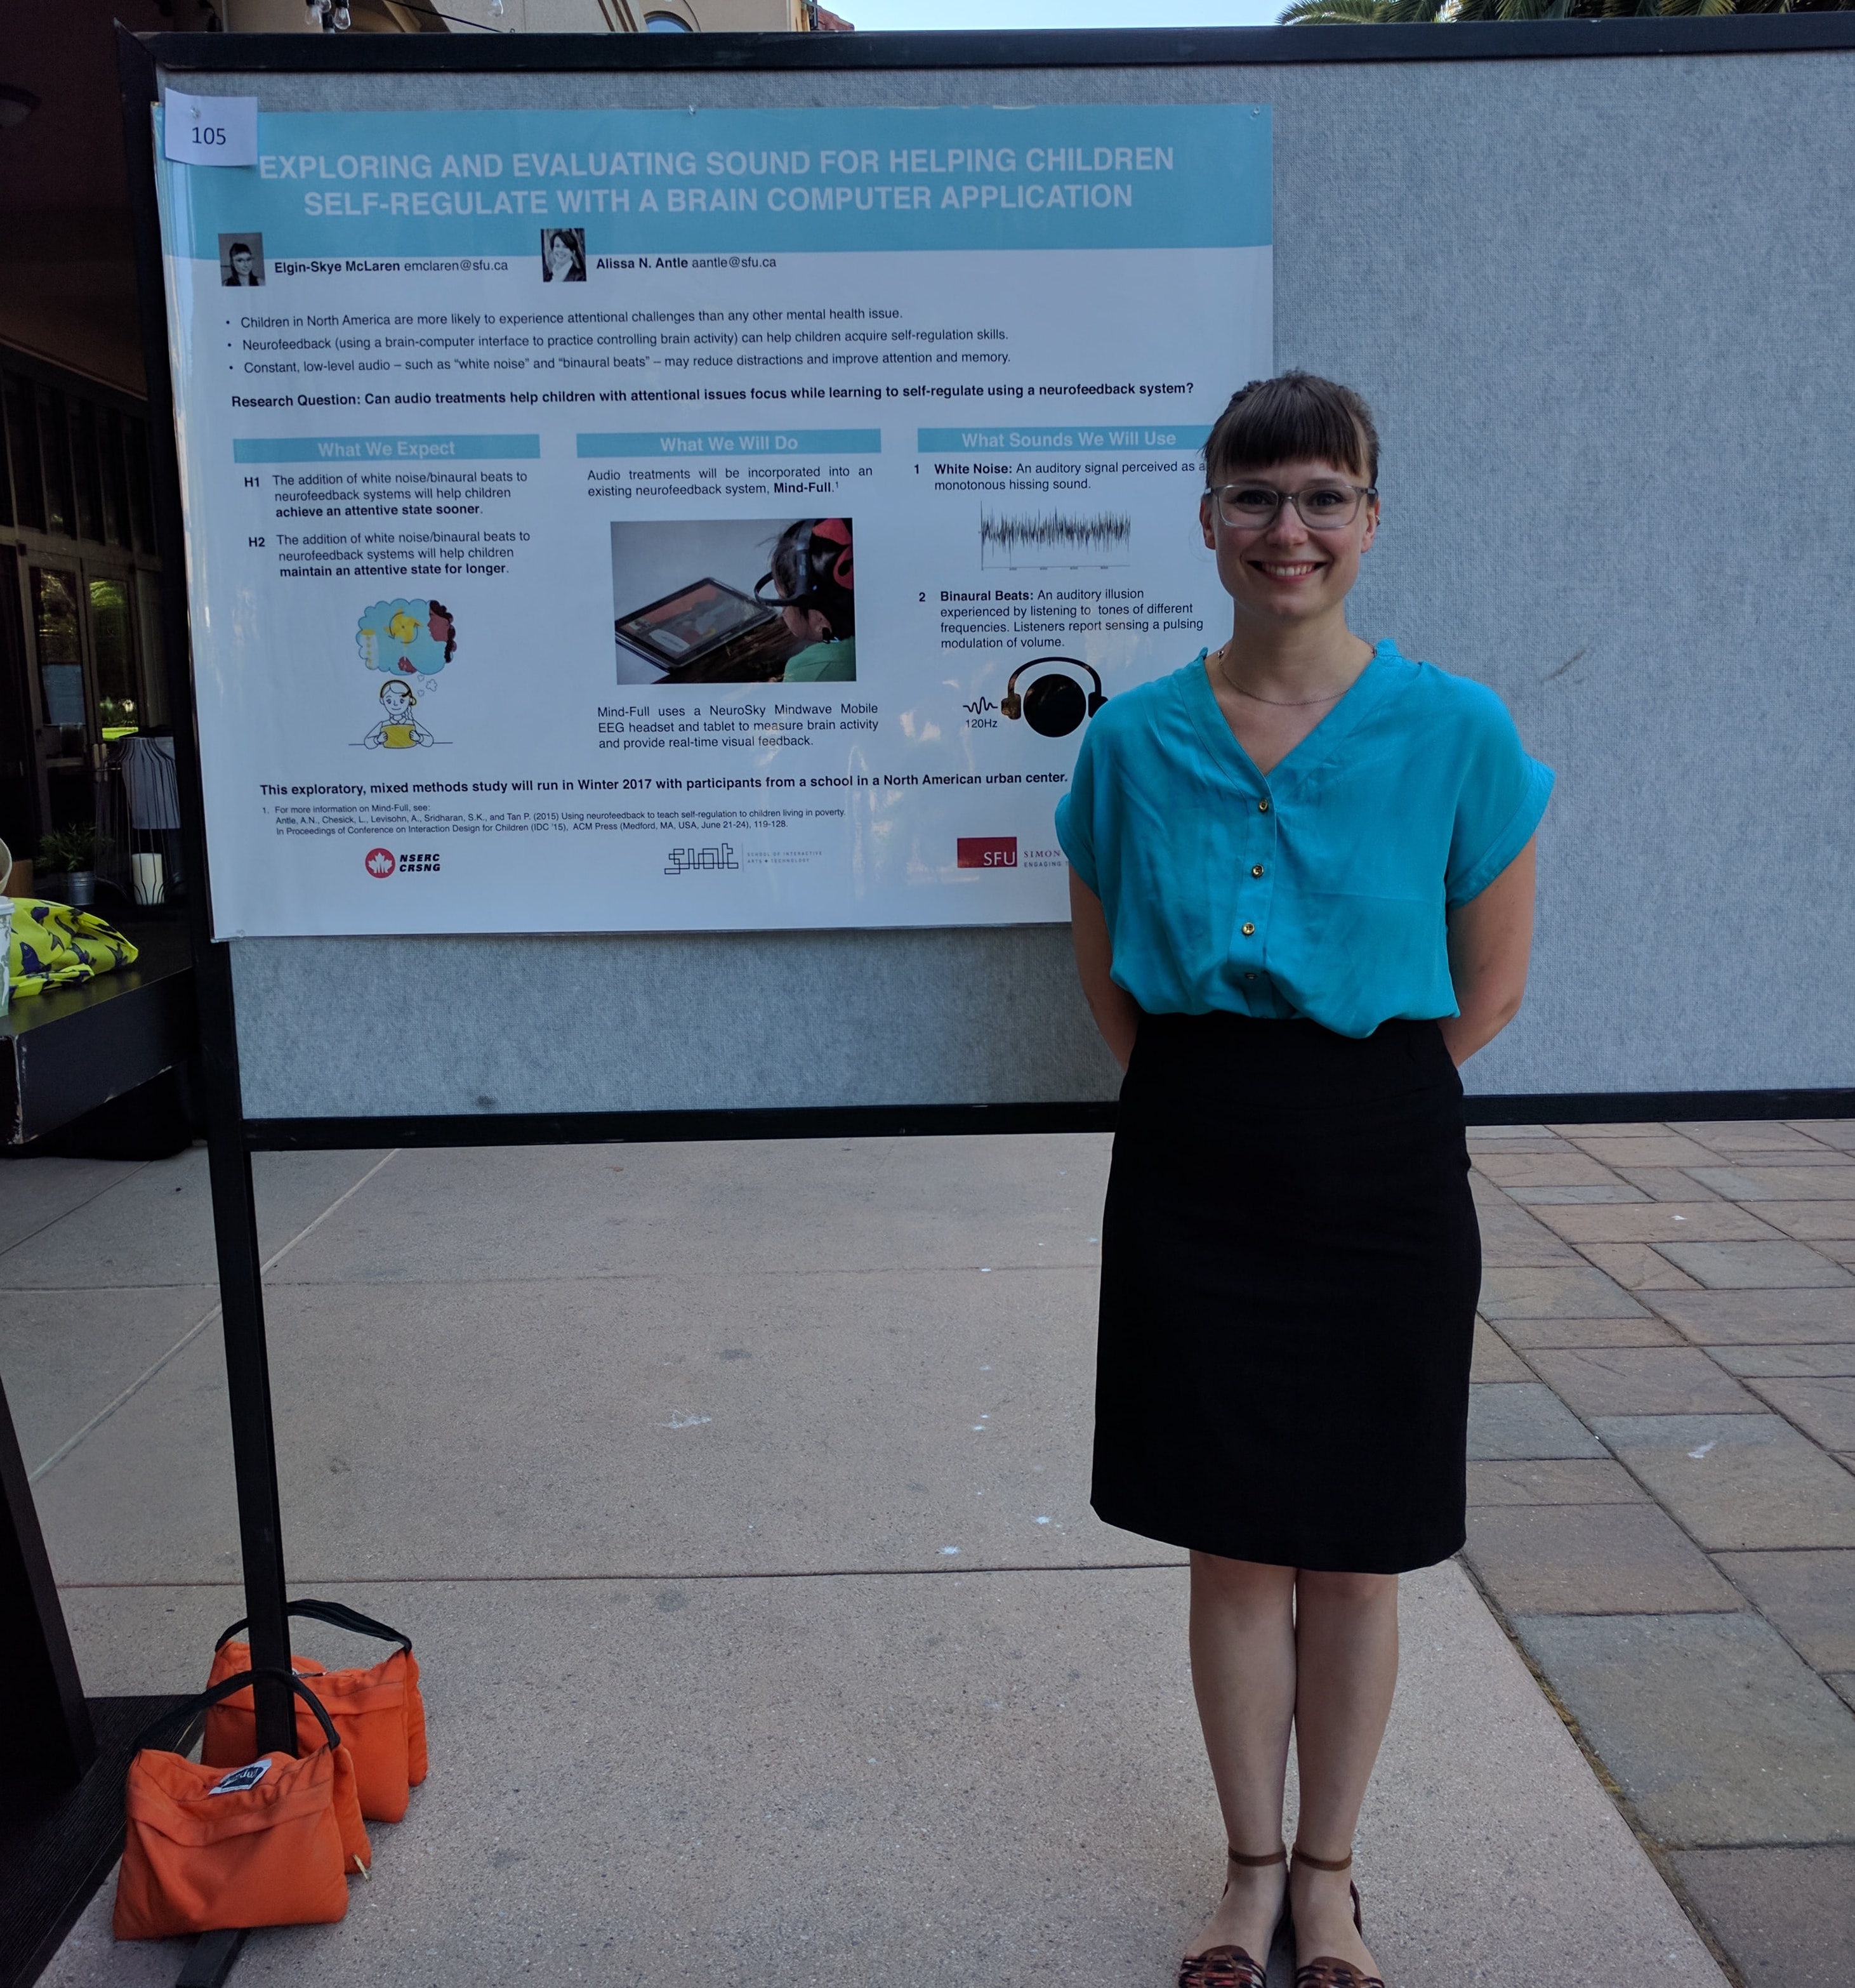 105
EXPLORING AND EVALUATING SOUND FOR HELPING CHILDREN
SELF-REGULATE WITH A BRAIN COMPUTER APPLICATION
Elgin-Skye McLaren emclaren@sfu.ca
Alissa N. Antle aantle@sfu.ca
• Children in North America are more likely to experience attentional challenges than any other mental health issue.
• Neurofeedback (using a brain-computer interface to practice controlling brain activity) can help children acquire self-regulation skills.
• Constant, low-level audio – such as “white noise” and “binaural beats” – may reduce distractions and improve attention and memory.
Research Question: Can audio treatments help children with attentional issues focus while learning to self-regulate using a neurofeedback system?
What We Expect
H1 The addition of white noise/binaural beats to
neurofeedback systems will help children
achieve an attentive state sooner.
H2 The addition of white noise/binaural beats to
neurofeedback systems will help children
maintain an attentive state for longer.
What We Will Do
Audio treatments will be incorporated into an
existing neurofeedback system, Mind-Full.¹
Mind-Full uses a NeuroSky Mindwave Mobile
EEG headset and tablet to measure brain activity
and provide real-time visual feedback.
What Sounds We Will Use
1 White Noise: An auditory signal perceived as a
monotonous hissing sound.
2 Binaural Beats: An auditory illusion
experienced by listening to tones of different
frequencies. Listeners report sensing a pulsing
modulation of volume.
120Hz
This exploratory, mixed methods study will run in Winter 2017 with participants from a school in a North American urban center.
1. For more information on Mind-Full, see:
Antle, A.N., Chesick, L., Levisohn, A., Sridharan, S.K., and Tan P. (2015) Using neurofeedback to teach self-regulation to children living in poverty.
In Proceedings of Conference on Interaction Design for Children (IDC '15), ACM Press (Medford, MA, USA, June 21-24), 119-128.
NSERC
CRSNG
siat
SCHOOL OF INTERACTIVE
ARTS + TECHNOLOGY
SFU
SIMON
ENGAGING